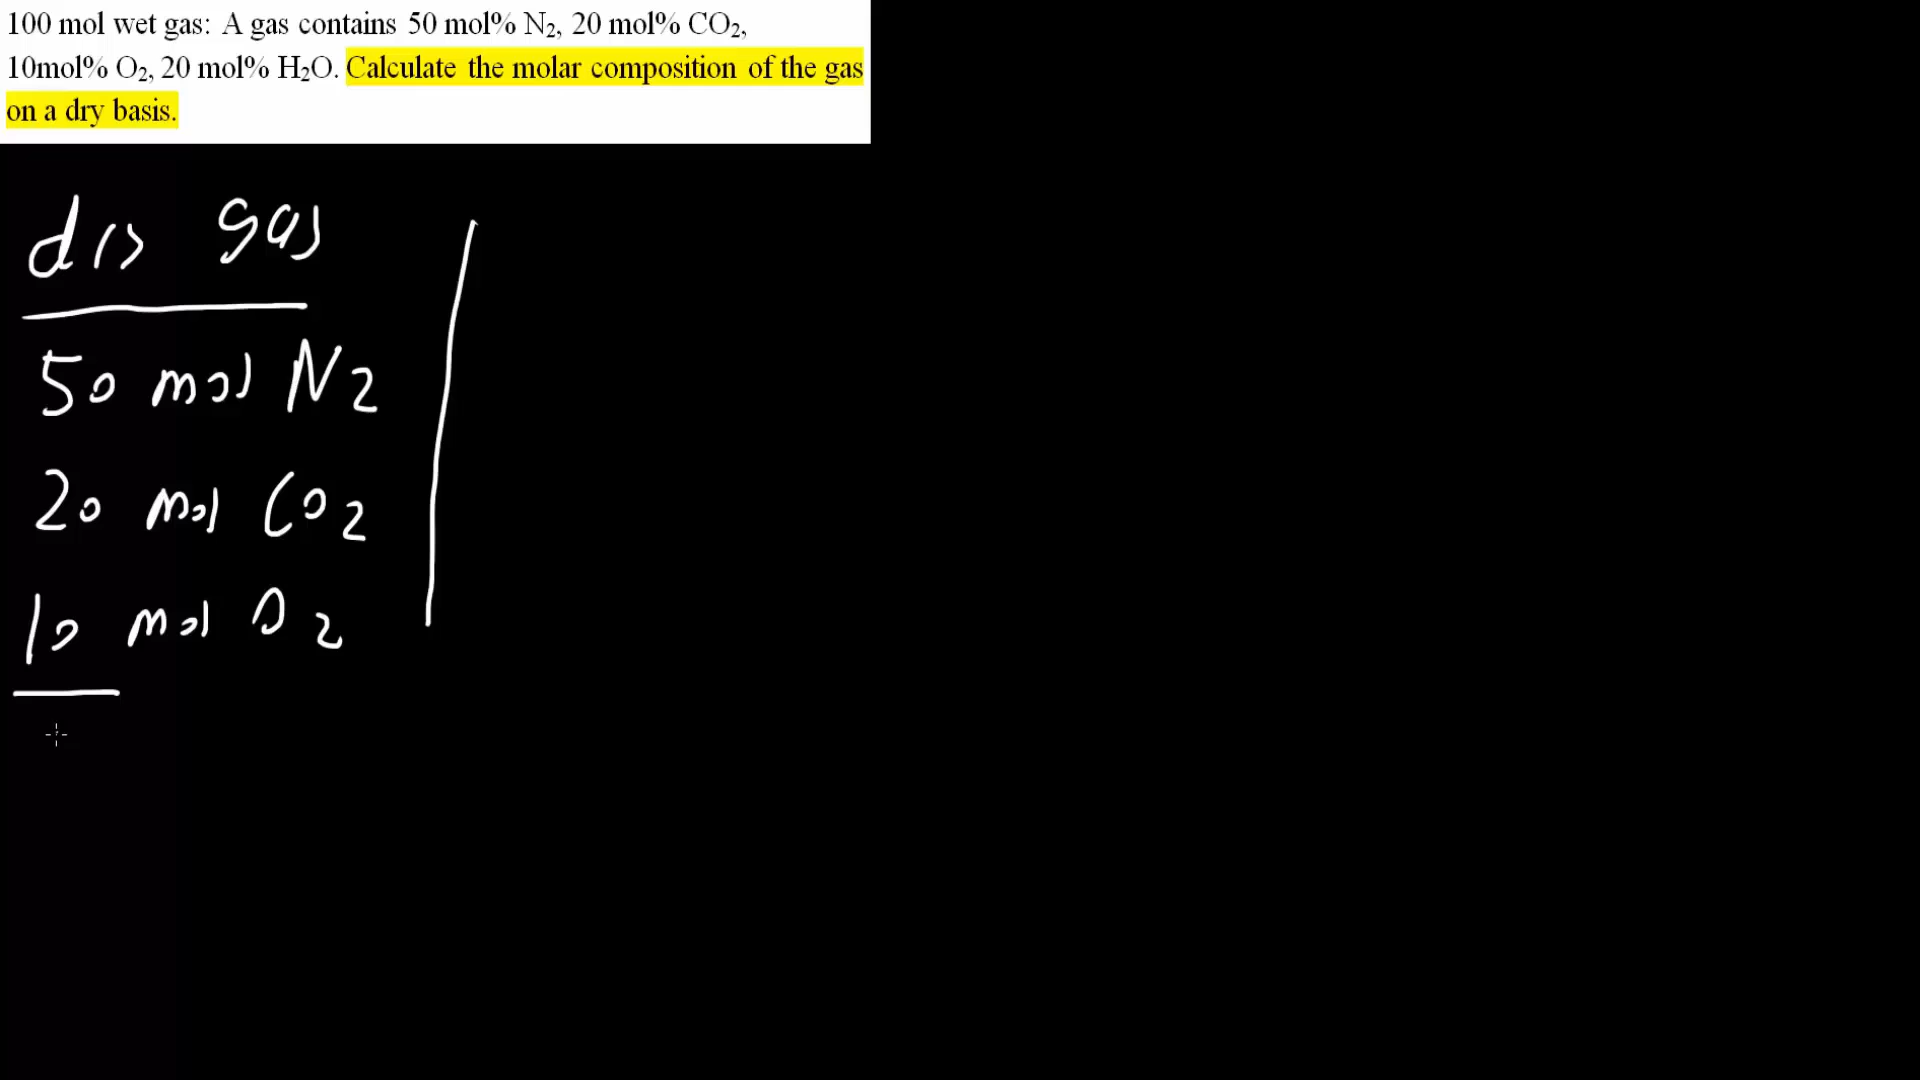 100 mol wet gas: A gas contains 50 mol% N₂, 20 mol% CO₂,
10mol% O₂, 20 mol% H₂O. Calculate the molar composition of the gas
on a dry basis.
dry gas
50 mol N2
20 mol CO2
10 mol O2